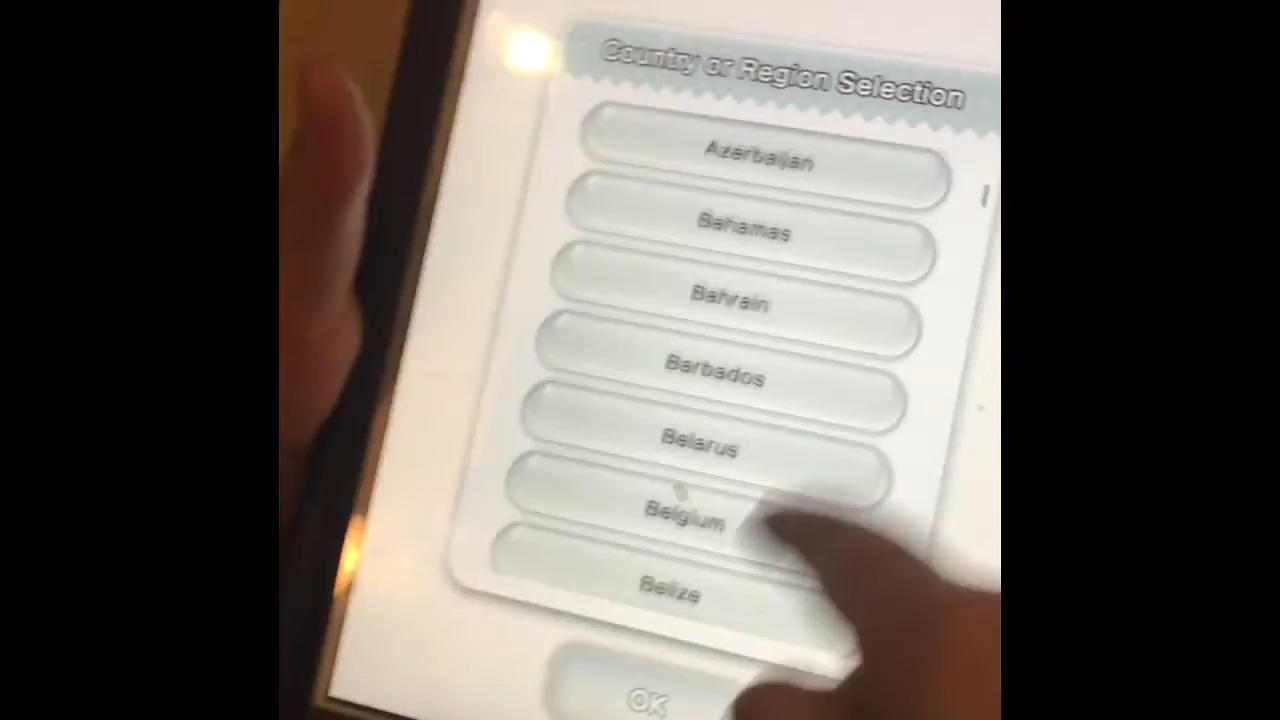 Country or Region Selection
Azerbaijan
Bahamas
Bahrain
Barbados
Belarus
Belgium
Belize
OK